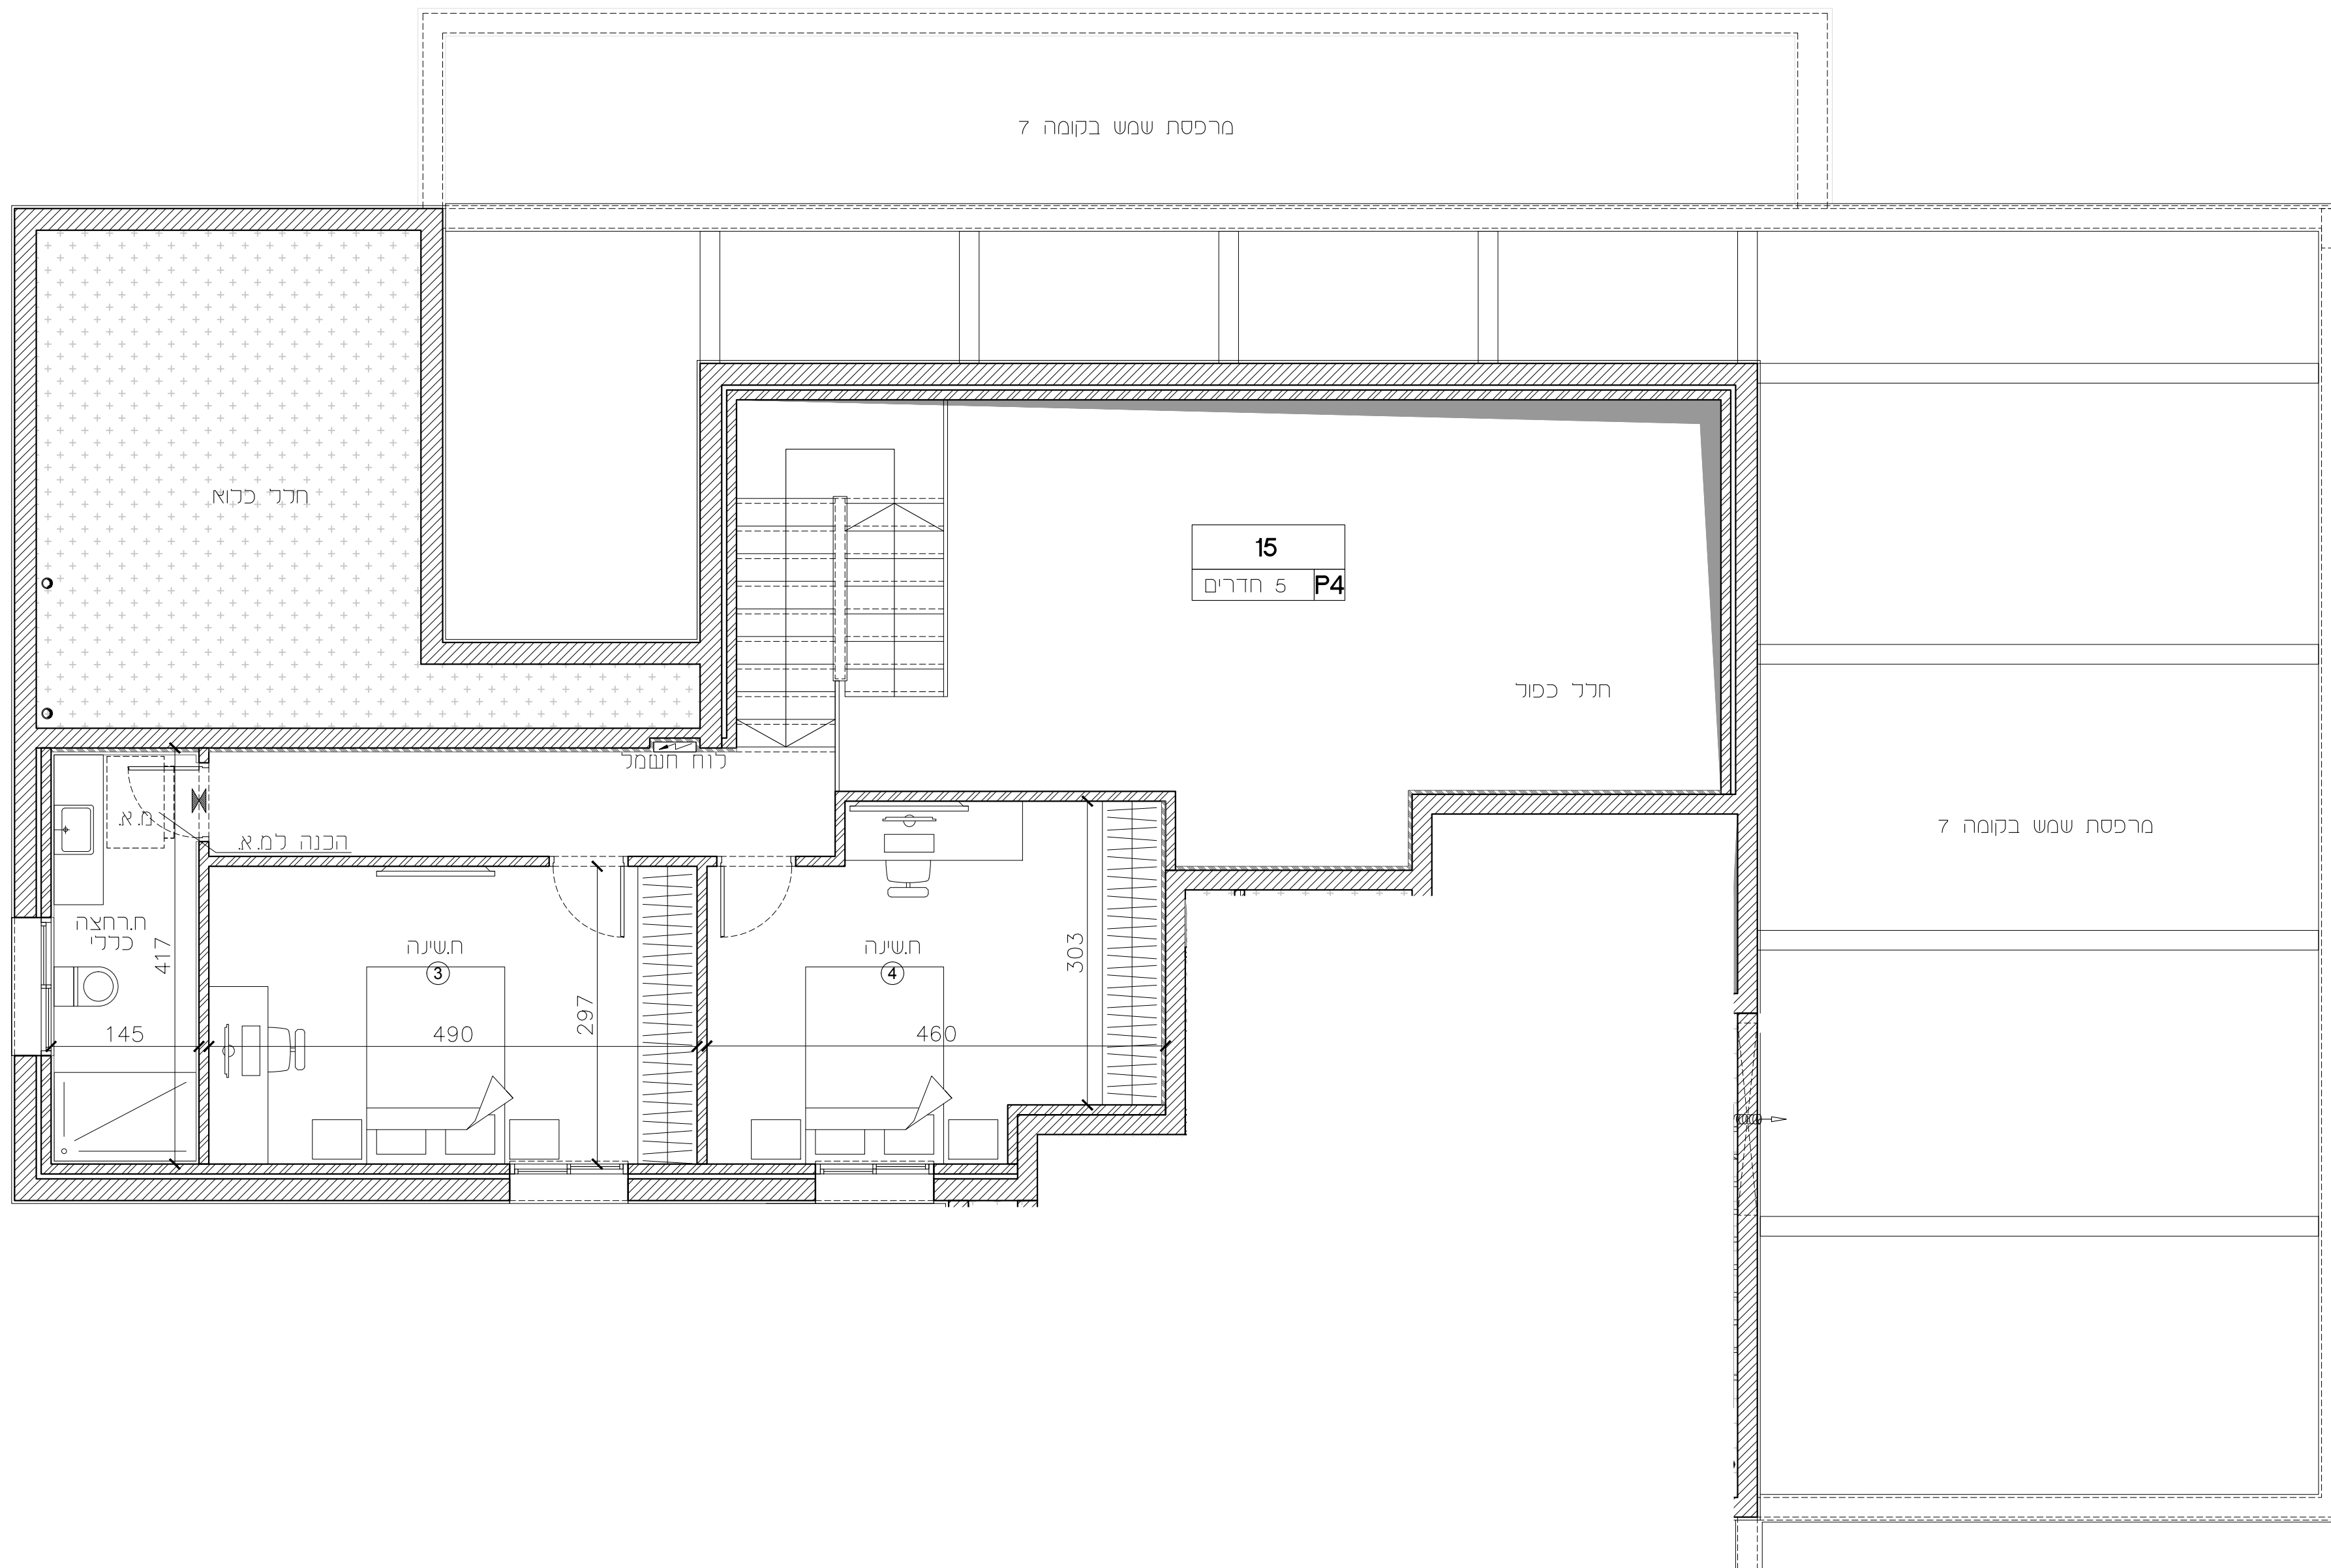 מרפסת שמש בקומה 7
חלל כלוא
15
5 חדרים
P4
חלל כפול
לוח חשמל
מ.א.
הכנה למ.א.
מרפסת שמש בקומה 7
ח.רחצה
כללי
417
ח.שינה
3
297
ח.שינה
4
303
145
490
460